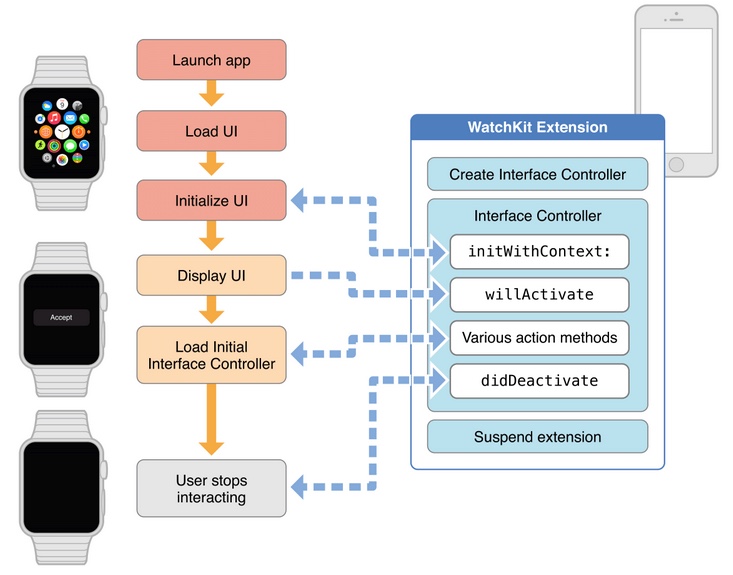 Launch app
Load UI
Initialize UI
Display UI
Load Initial
Interface Controller
User stops
interacting
Accept
WatchKit Extension
Create Interface Controller
Interface Controller
initWithContext:
willActivate
Various action methods
didDeactivate
Suspend extension